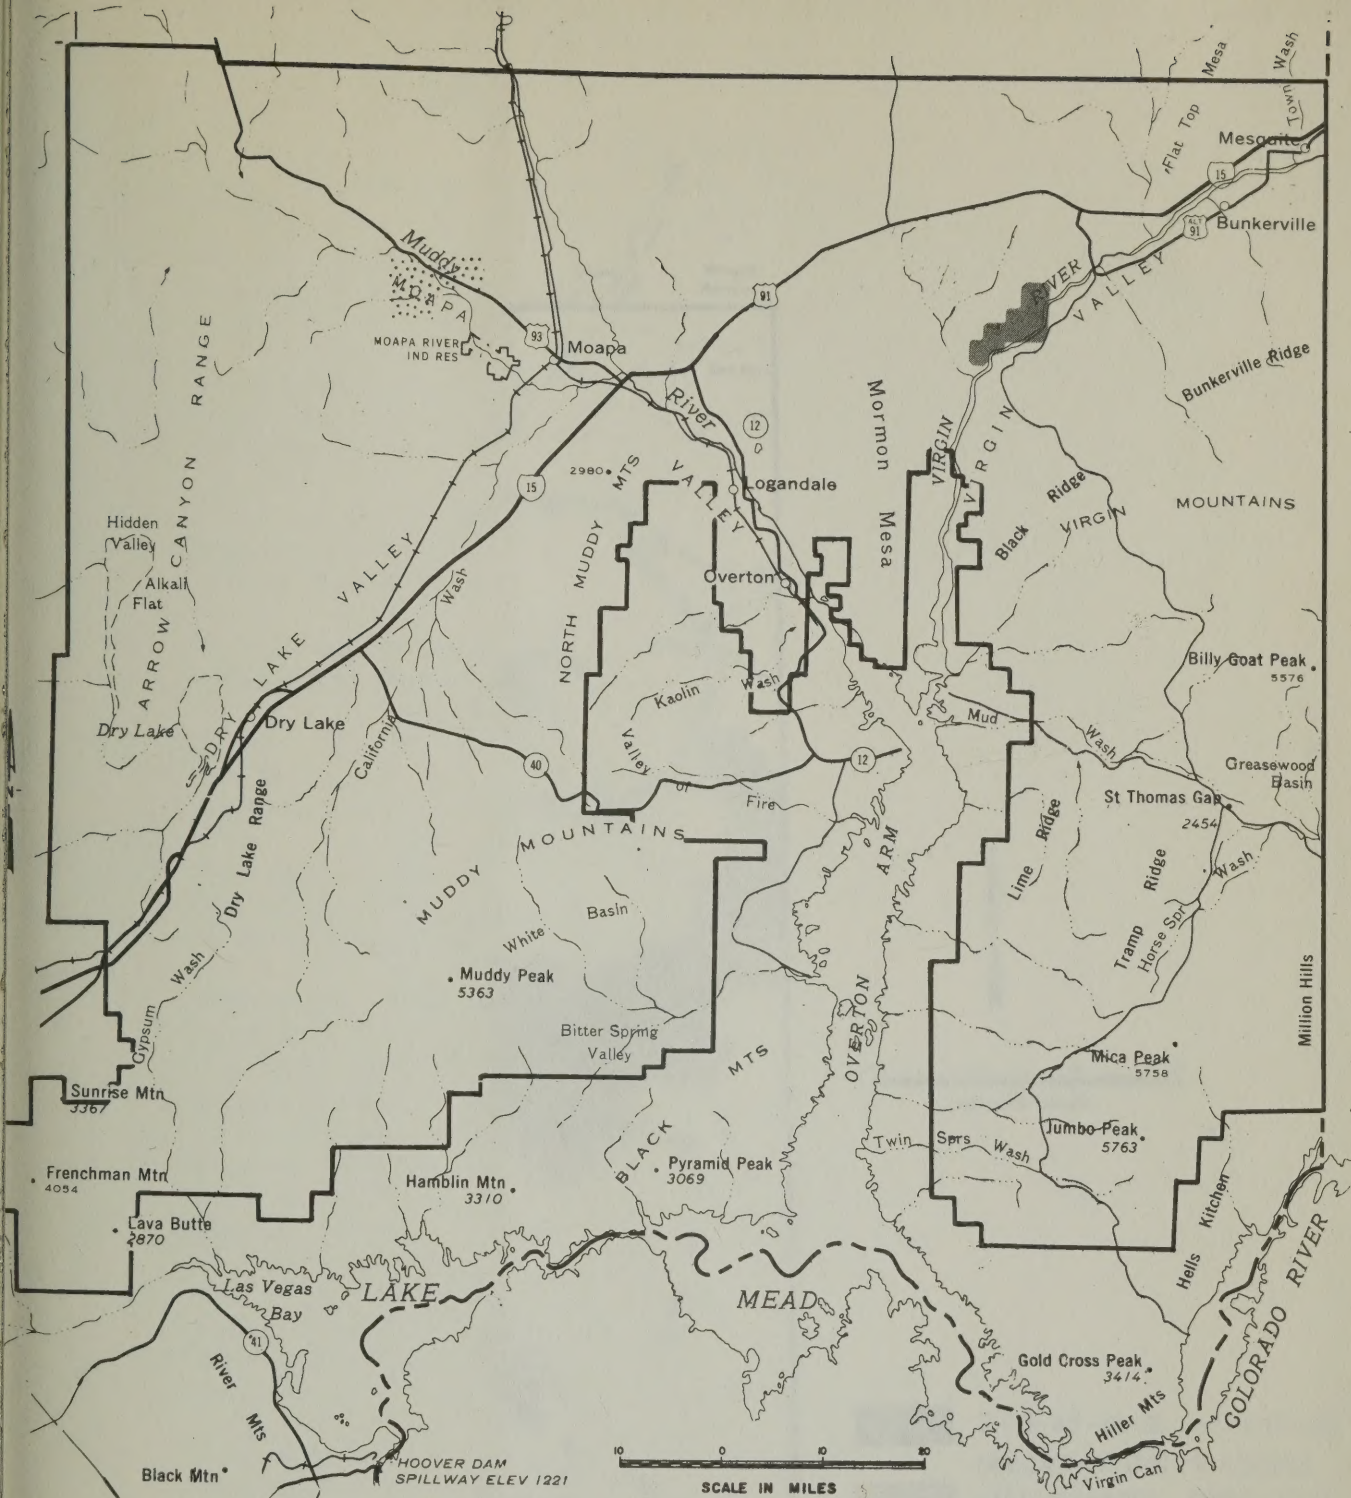 Flat Top Mesa
Town Wash
Mesquite
15
ALT 91
Bunkerville
VIRGIN RIVER
VIRGIN VALLEY
Muddy River
MOAPA VALLEY
91
93
MOAPA RIVER
IND RES
Moapa
Bunkerville Ridge
ARROW CANYON RANGE
12
Mormon Mesa
15
2980
NORTH MUDDY MTS
Logandale
Black Ridge
VIRGIN MOUNTAINS
Hidden
Valley
Alkali
Flat
DRY LAKE VALLEY
Wash
Overton
Billy Goat Peak
5576
Kaolin Wash
Dry Lake
Dry Lake
California
Mud Wash
40
12
Valley of Fire
Greasewood
Basin
St Thomas Gap
2454
Dry Lake Range
MUDDY MOUNTAINS
Lime Ridge
Tramp Ridge
Horse Spr Wash
OVERTON ARM
White Basin
Muddy Peak
5363
Gypsum Wash
Million Hills
Bitter Spring
Valley
BLACK MTS
Mica Peak
5758
Sunrise Mtn
3367
Jumbo Peak
5763
Twin Sprs Wash
Frenchman Mtn
4054
Hamblin Mtn
3310
Pyramid Peak
3069
Hells Kitchen
Lava Butte
2870
Las Vegas
Bay
LAKE MEAD
COLORADO RIVER
41
River Mts
Gold Cross Peak
3414
Hiller Mts
Black Mtn
HOOVER DAM
SPILLWAY ELEV 1221
10 0 10 20
SCALE IN MILES
Virgin Can